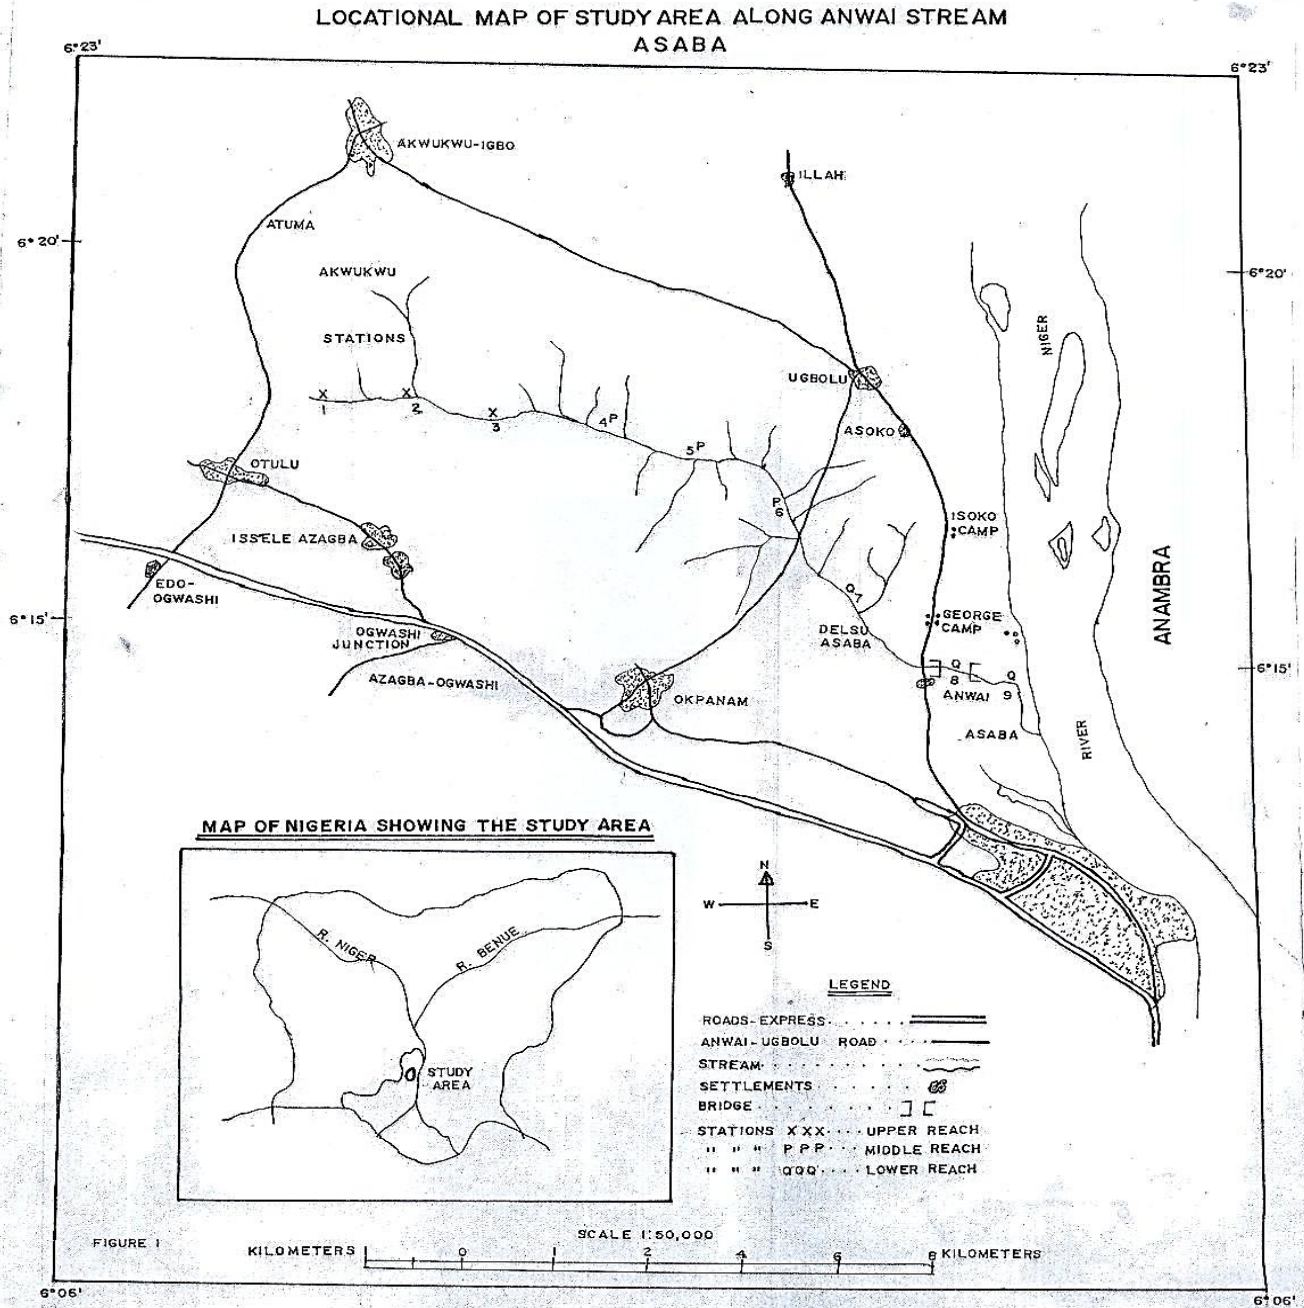 LOCATIONAL MAP OF STUDY AREA ALONG ANWAI STREAM
ASABA
6°23'
6°23'
AKWUKWU-IGBO
ILLAH
ATUMA
6°20'
AKWUKWU
6°20'
STATIONS
NIGER
UGBOLU
X
1
X
2
X
3
4P
ASOKO
5P
OTULU
P
6
ISOKO
CAMP
ISSELE AZAGBA
EDO-
OGWASHI
Q
7
ANAMBRA
6°15'
GEORGE
CAMP
OGWASHI
JUNCTION
DELSU
ASABA
6°15'
AZAGBA-OGWASHI
Q
8
Q
9
ANWAI
OKPANAM
ASABA
RIVER
MAP OF NIGERIA SHOWING THE STUDY AREA
R. NIGER
R. BENUE
STUDY
AREA
N
W
E
S
LEGEND
ROADS-EXPRESS
ANWAI-UGBOLU ROAD
STREAM
SETTLEMENTS
BRIDGE
STATIONS XXX UPPER REACH
" " " PPP MIDDLE REACH
" " " QQQ LOWER REACH
FIGURE 1
SCALE 1:50,000
KILOMETERS
0
1
2
4
6
8 KILOMETERS
6°06'
6°06'